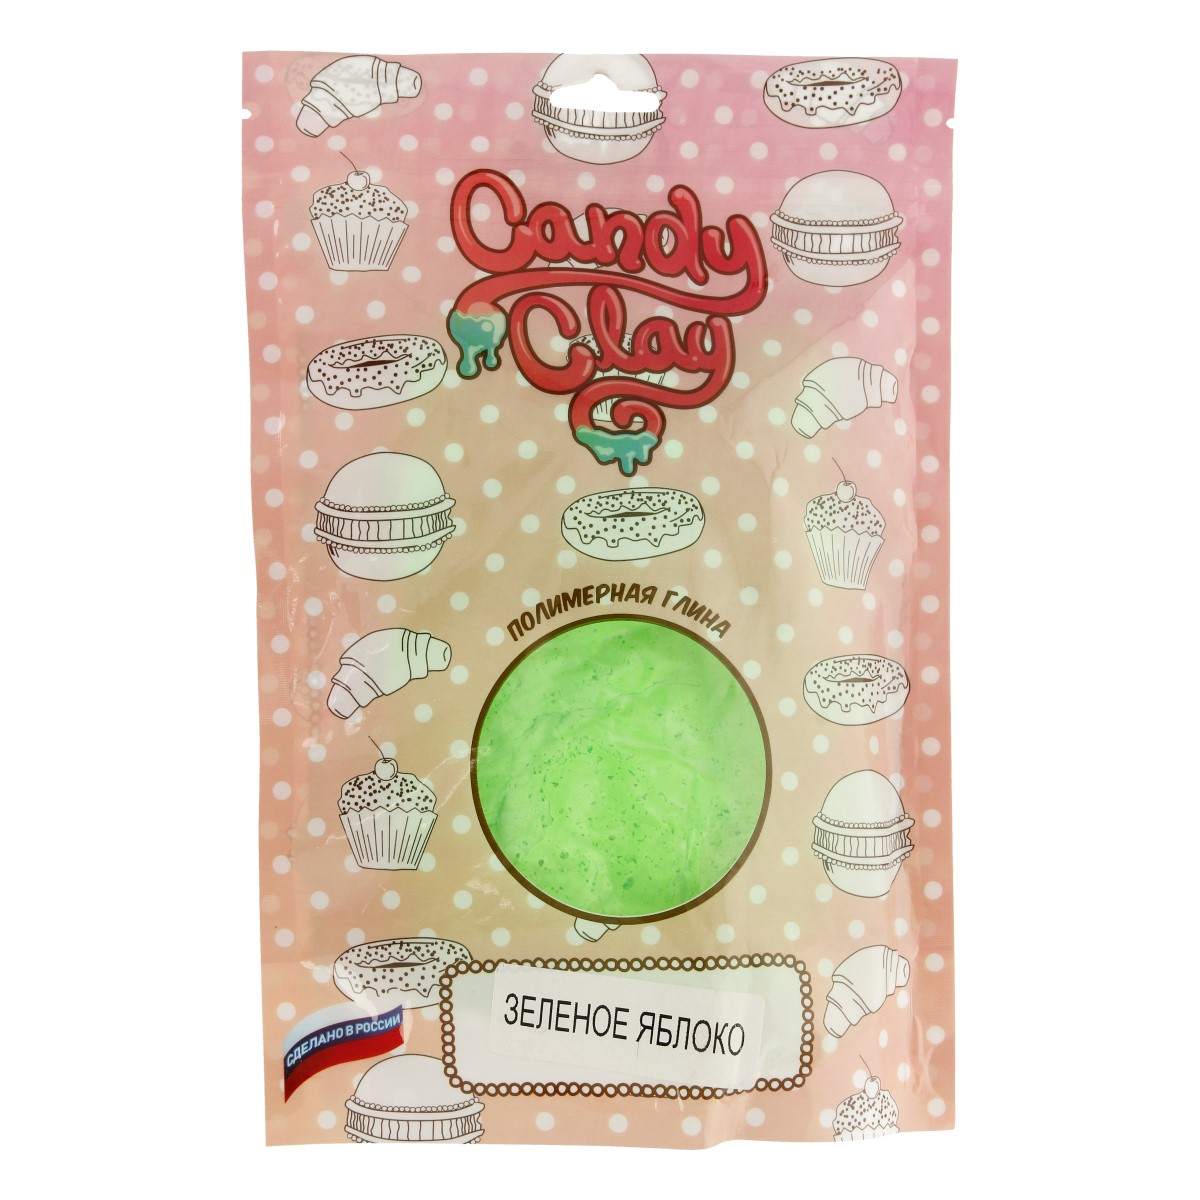 Candy
Clay
ПОЛИМЕРНАЯ ГЛИНА
ЗЕЛЕНОЕ ЯБЛОКО
СДЕЛАНО В РОССИИ